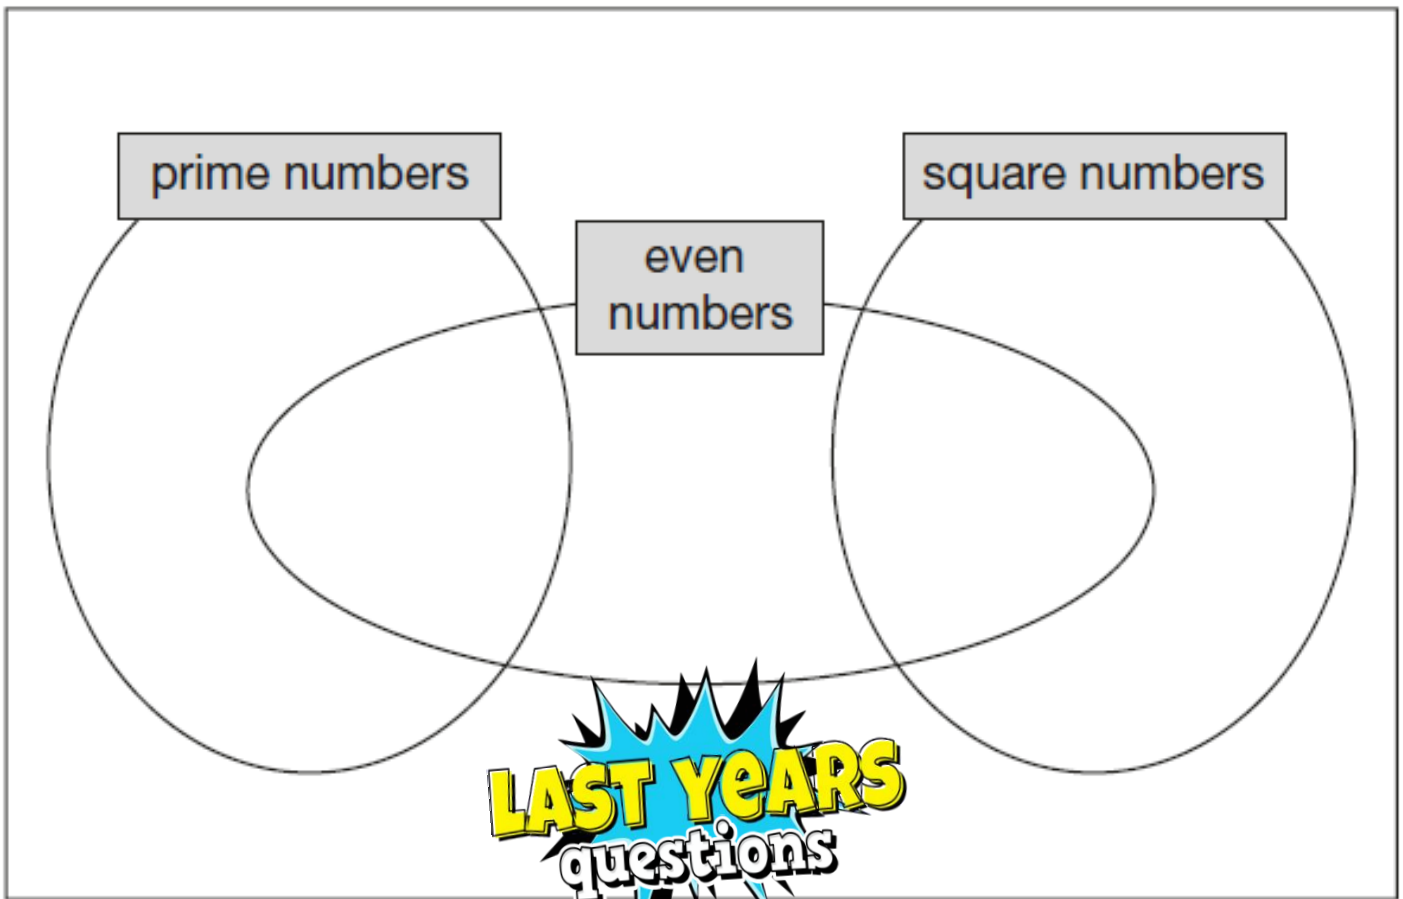 prime numbers
square numbers
even
numbers
LAST YeARS
questions